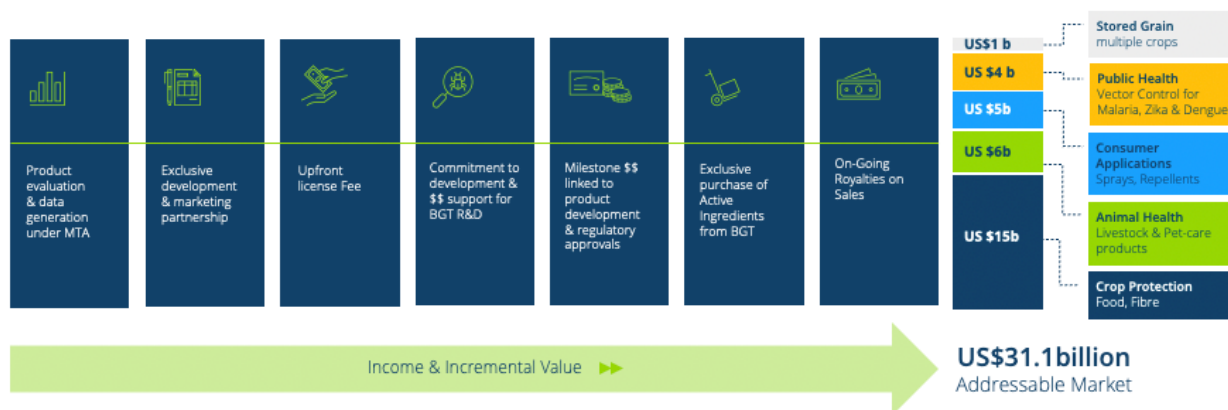 Product
evaluation
& data
generation
under MTA
Exclusive
development
& marketing
partnership
Upfront
license Fee
Commitment to
development &
$$ support for
BGT R&D
Milestone $$
linked to
product
development
& regulatory
approvals
Exclusive
purchase of
Active
Ingredients
from BGT
On-Going
Royalties on
Sales
US$1 b
US $4 b
US $5b
US $6b
US $15b
Stored Grain
multiple crops
Public Health
Vector Control for
Malaria, Zika & Dengue
Consumer
Applications
Sprays, Repellents
Animal Health
Livestock & Pet-care
products
Crop Protection
Food, Fibre
Income & Incremental Value
US$31.1billion
Addressable Market